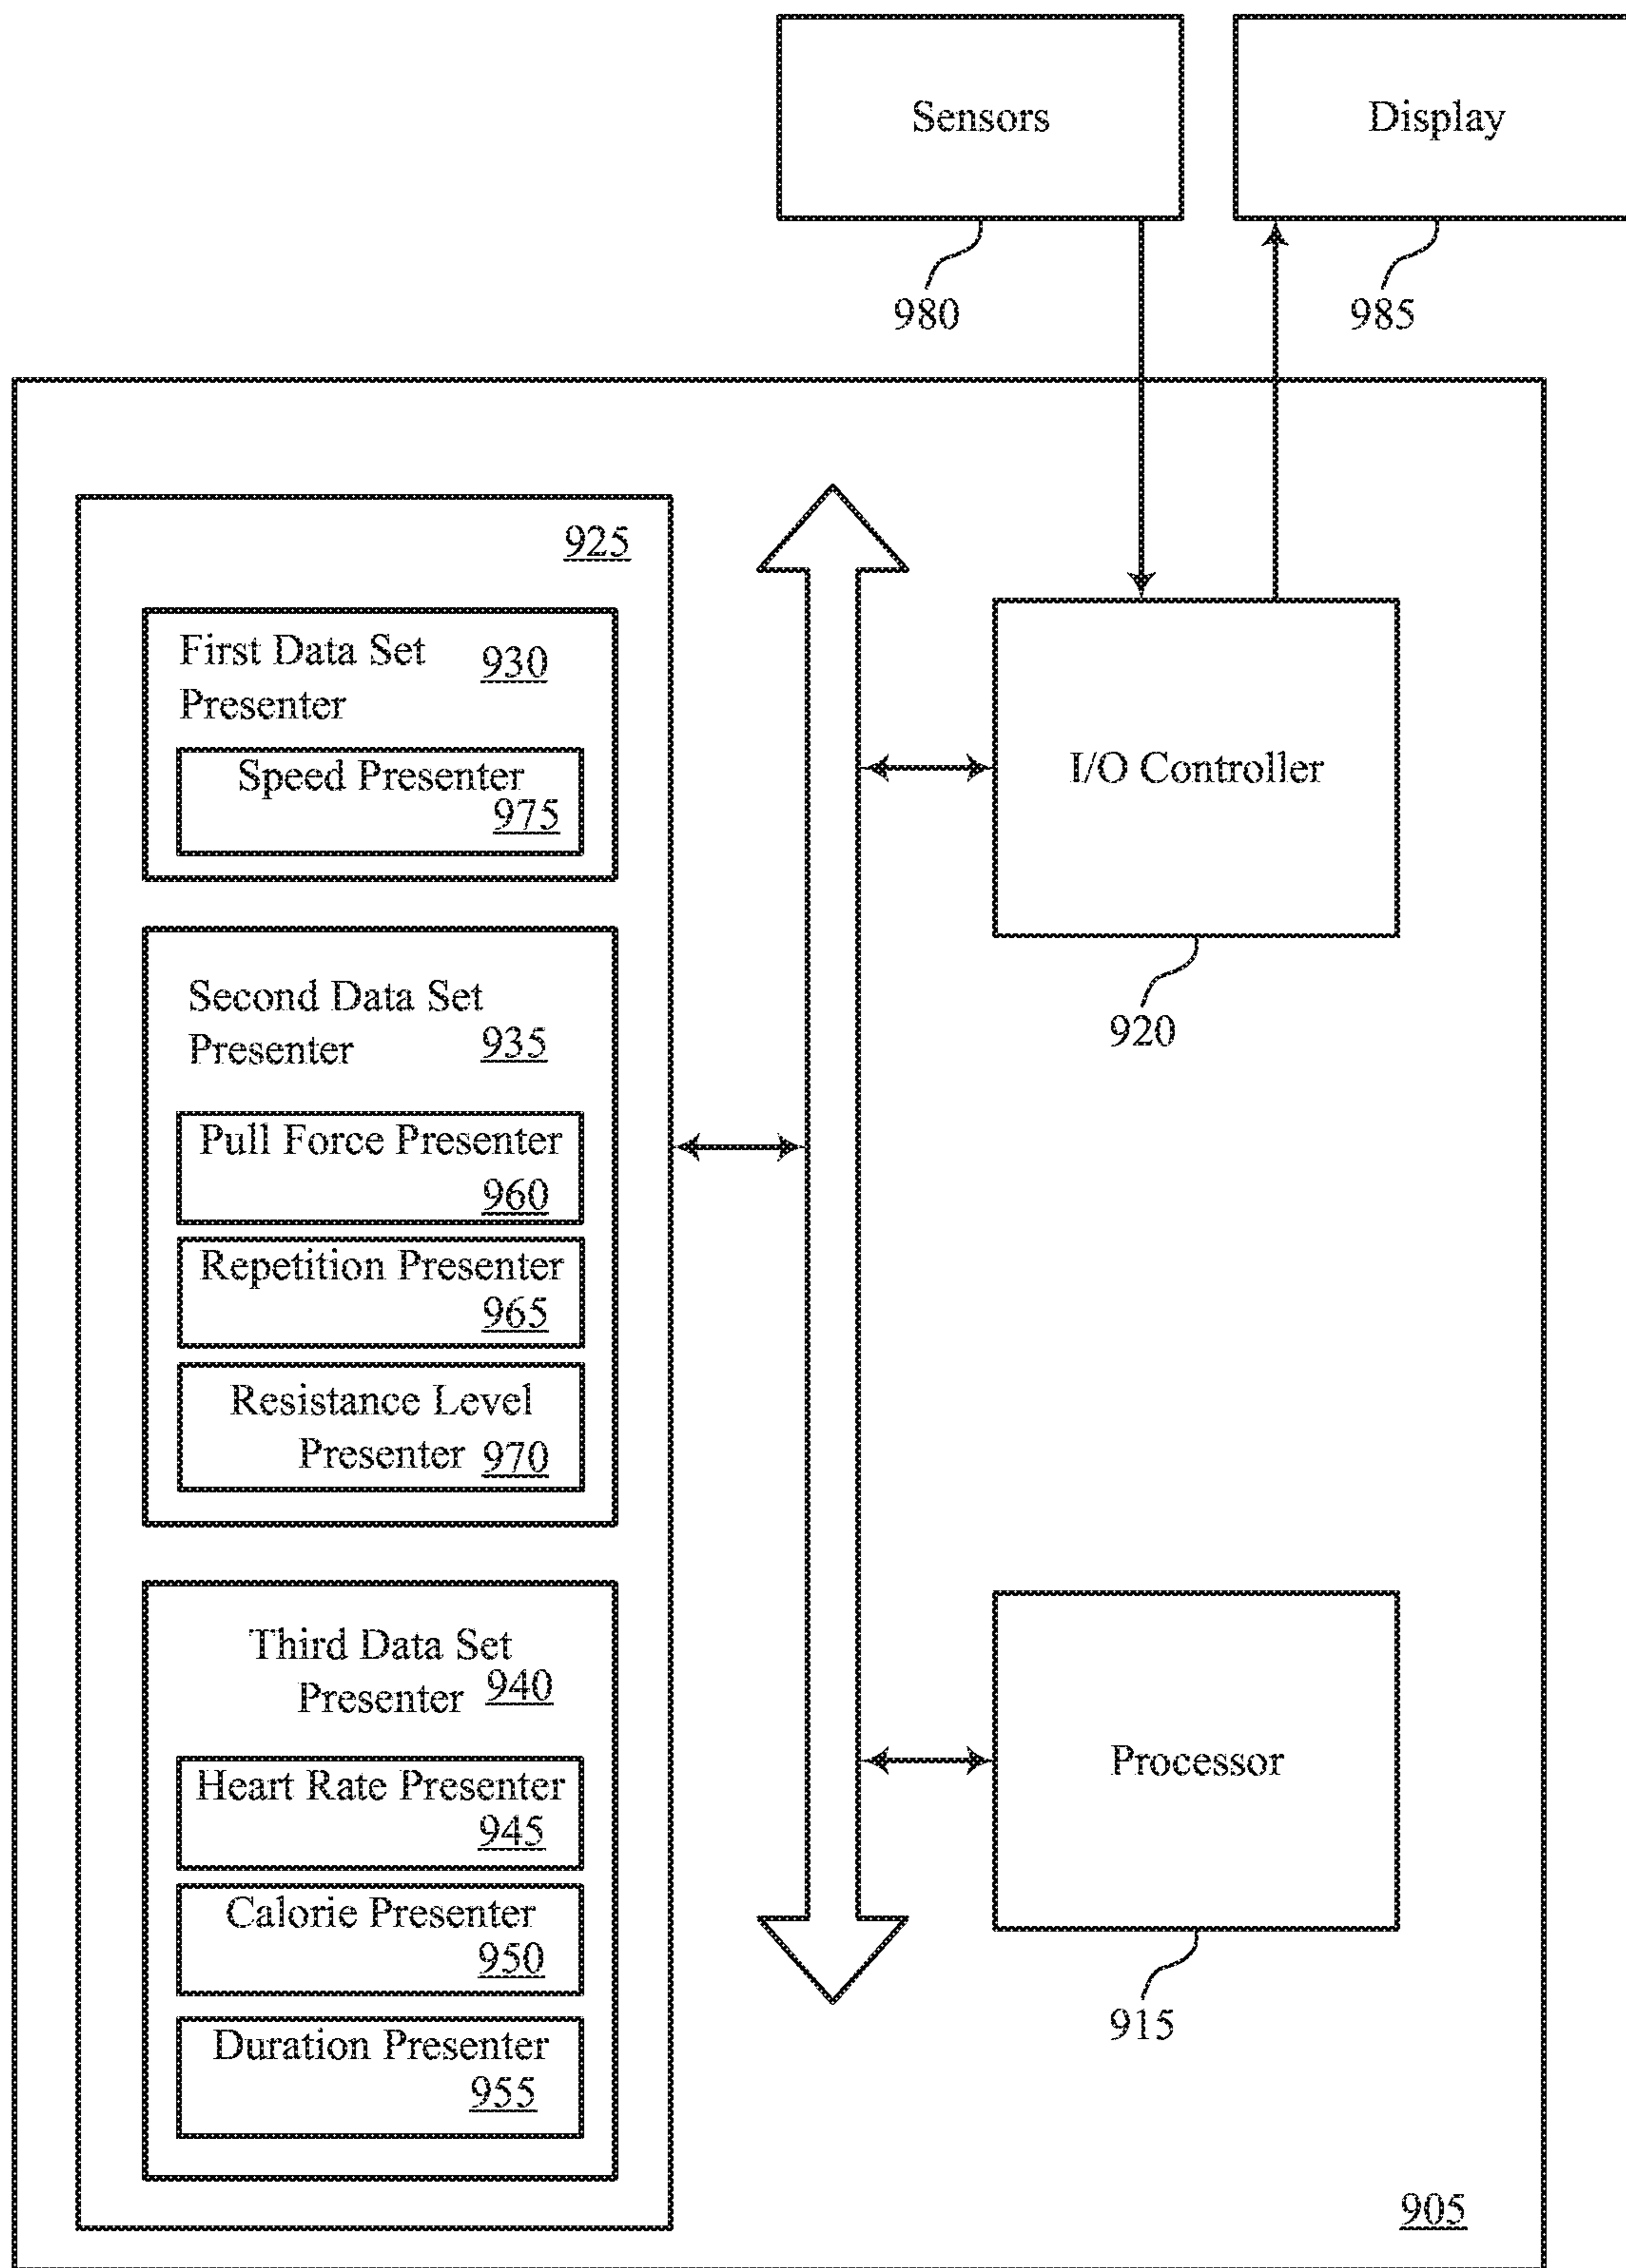 Sensors
Display
980
985
925
First Data Set
930
Presenter
Speed Presenter
975
I/O Controller
920
Second Data Set
Presenter
935
Pull Force Presenter
960
Repetition Presenter
965
Resistance Level
Presenter 970
Third Data Set
Presenter 940
Heart Rate Presenter
945
Calorie Presenter
950
Duration Presenter
955
Processor
915
905